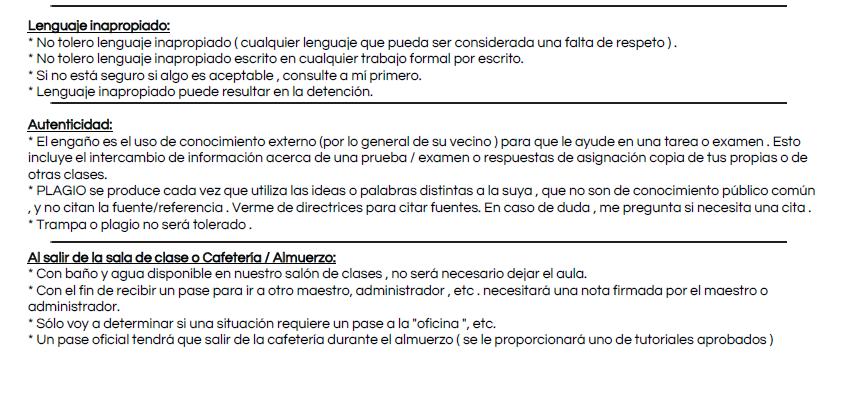 Lenguaje inapropiado:
* No tolero lenguaje inapropiado ( cualquier lenguaje que pueda ser considerada una falta de respeto ) .
* No tolero lenguaje inapropiado escrito en cualquier trabajo formal por escrito.
* Si no está seguro si algo es aceptable , consulte a mí primero.
* Lenguaje inapropiado puede resultar en la detención.
Autenticidad:
* El engaño es el uso de conocimiento externo (por lo general de su vecino ) para que le ayude en una tarea o examen . Esto
incluye el intercambio de información acerca de una prueba / examen o respuestas de asignación copia de tus propias o de
otras clases.
* PLAGIO se produce cada vez que utiliza las ideas o palabras distintas a la suya , que no son de conocimiento público común
, y no citan la fuente/referencia . Verme de directrices para citar fuentes. En caso de duda , me pregunta si necesita una cita .
* Trampa o plagio no será tolerado .
Al salir de la sala de clase o Cafetería / Almuerzo:
* Con baño y agua disponible en nuestro salón de clases , no será necesario dejar el aula.
* Con el fin de recibir un pase para ir a otro maestro, administrador , etc . necesitará una nota firmada por el maestro o
administrador.
* Sólo voy a determinar si una situación requiere un pase a la "oficina ", etc.
* Un pase oficial tendrá que salir de la cafetería durante el almuerzo ( se le proporcionará uno de tutoriales aprobados )